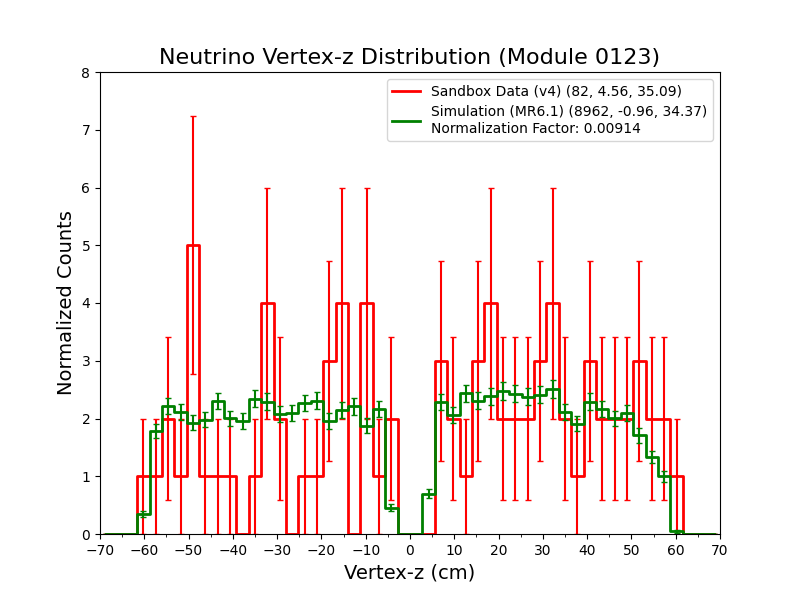 Neutrino Vertex-z Distribution (Module 0123)
Sandbox Data (v4) (82, 4.56, 35.09)
Simulation (MR6.1) (8962, -0.96, 34.37)
Normalization Factor: 0.00914
Normalized Counts
8
7
6
5
4
3
2
1
0
−70 −60 −50 −40 −30 −20 −10 0 10 20 30 40 50 60 70
Vertex-z (cm)